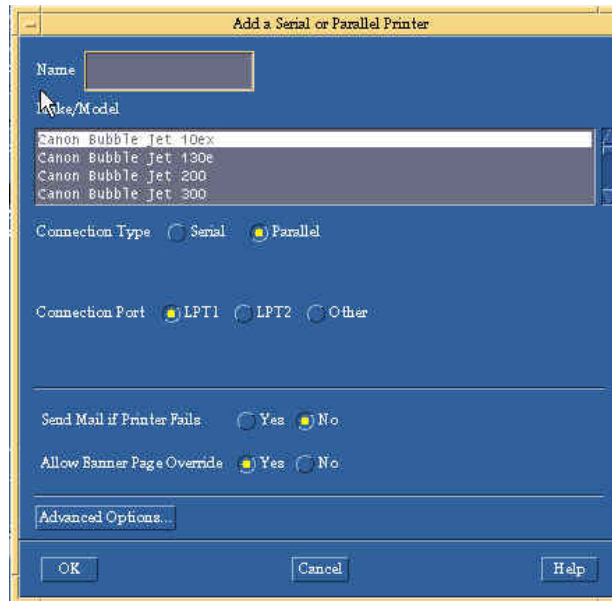 Add a Serial or Parallel Printer
Name
Make/Model
Canon Bubble Jet 10ex
Canon Bubble Jet 130e
Canon Bubble Jet 200
Canon Bubble Jet 300
Connection Type Serial Parallel
Connection Port LPT1 LPT2 Other
Send Mail if Printer Fails Yes No
Allow Banner Page Override Yes No
Advanced Options...
OK Cancel Help